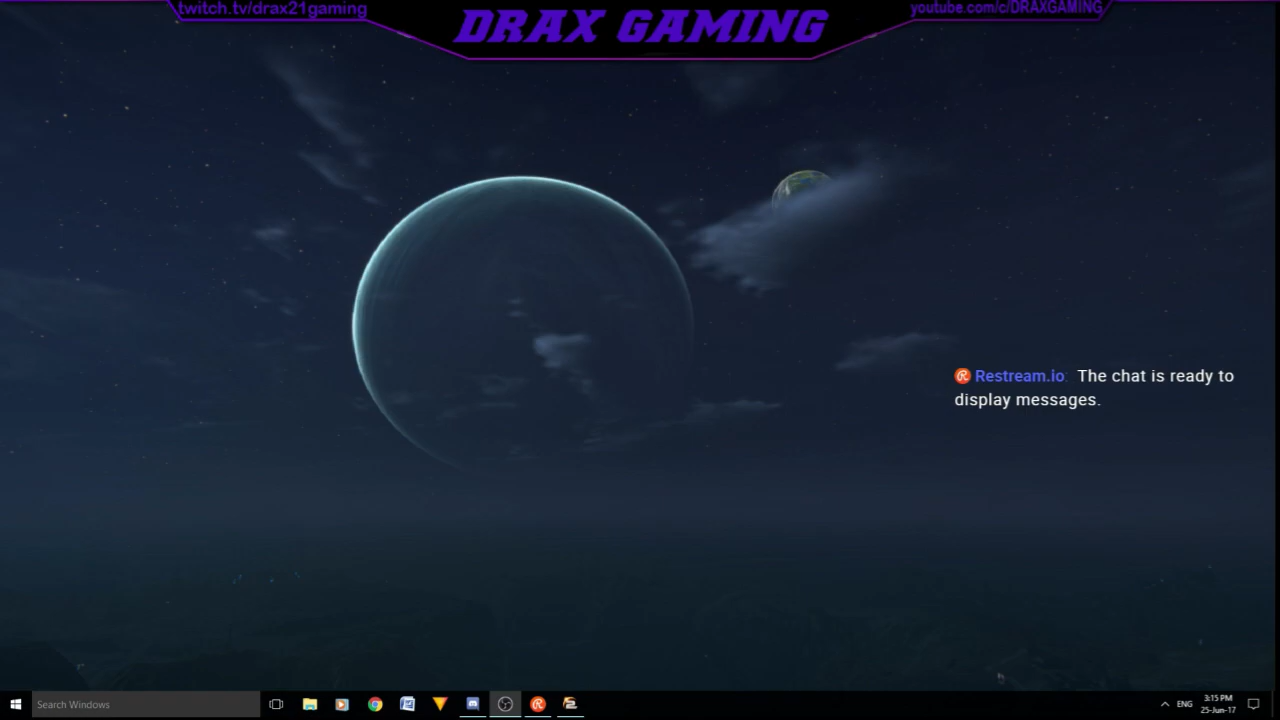 twitch.tv/drax21gaming
DRAX GAMING
youtube.com/c/DRAXGAMING
Restream.io: The chat is ready to
display messages.
Search Windows
ENG
3:15 PM
25-Jun-17